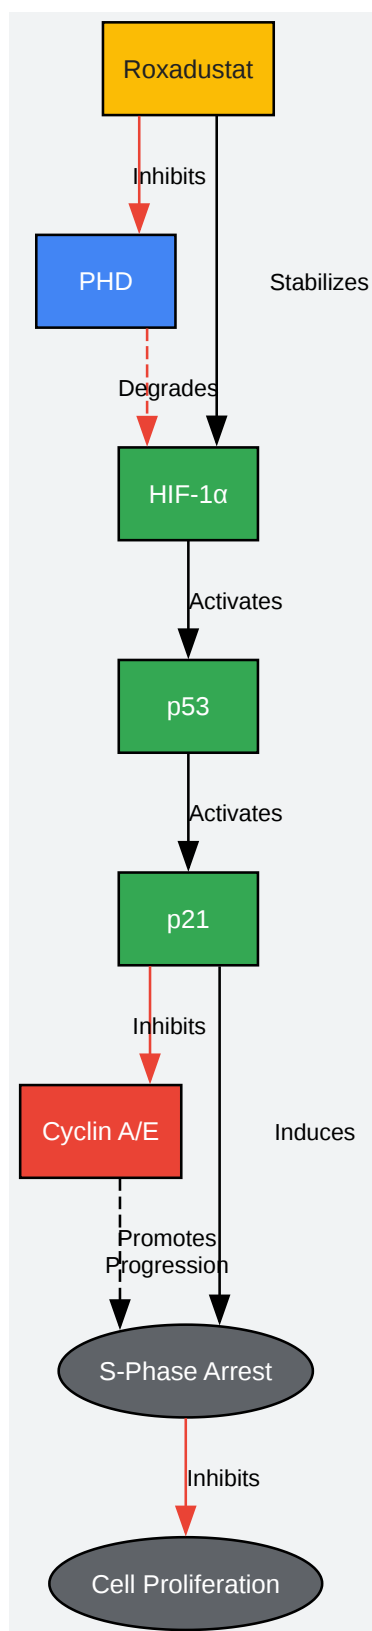 Roxadustat
Inhibits
PHD
Stabilizes
Degrades
HIF-1α
Activates
p53
Activates
p21
Inhibits
Cyclin A/E
Induces
Promotes
Progression
S-Phase Arrest
Inhibits
Cell Proliferation